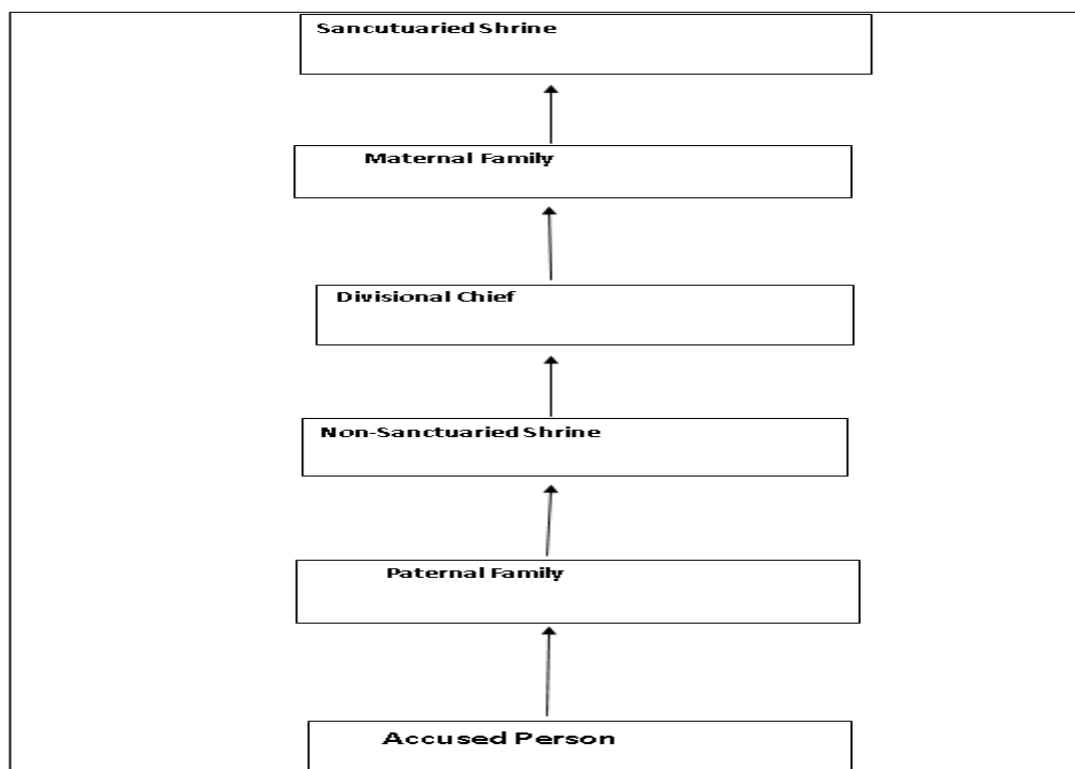 Sancutuaried Shrine
Maternal Family
Divisional Chief
Non-Sanctuaried Shrine
Paternal Family
Accused Person